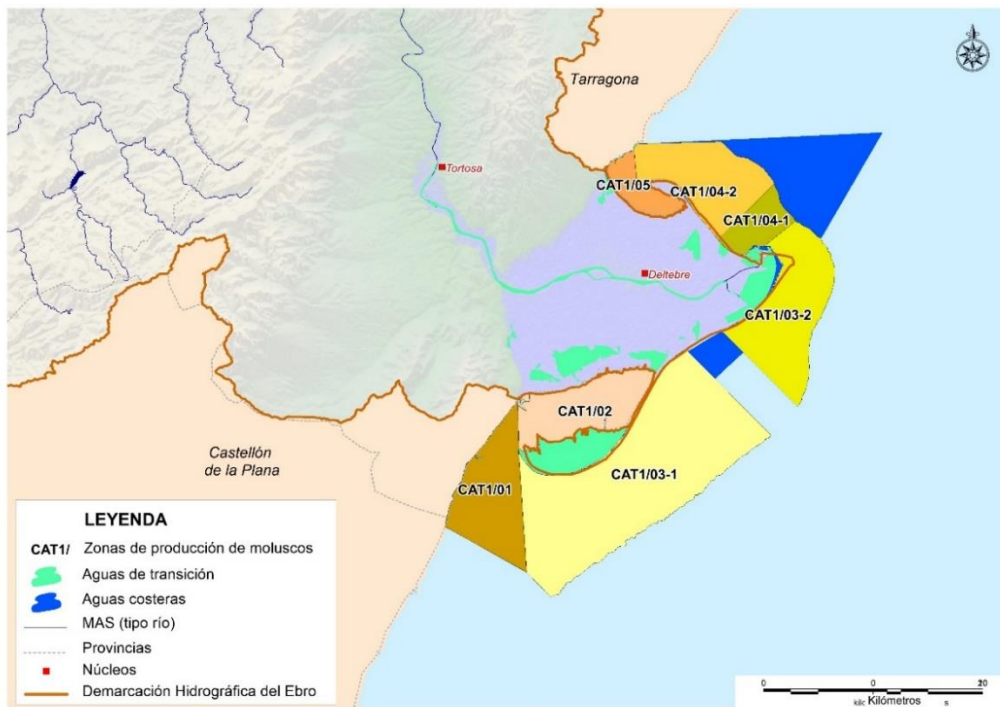 Tarragona
Tortosa
CAT1/05
CAT1/04-2
CAT1/04-1
Deltebre
CAT1/03-2
CAT1/02
Castellón
de la Plana
CAT1/01
CAT1/03-1
LEYENDA
CAT1/ Zonas de producción de moluscos
Aguas de transición
Aguas costeras
MAS (tipo río)
Provincias
Núcleos
Demarcación Hidrográfica del Ebro
0 20
Kilómetros